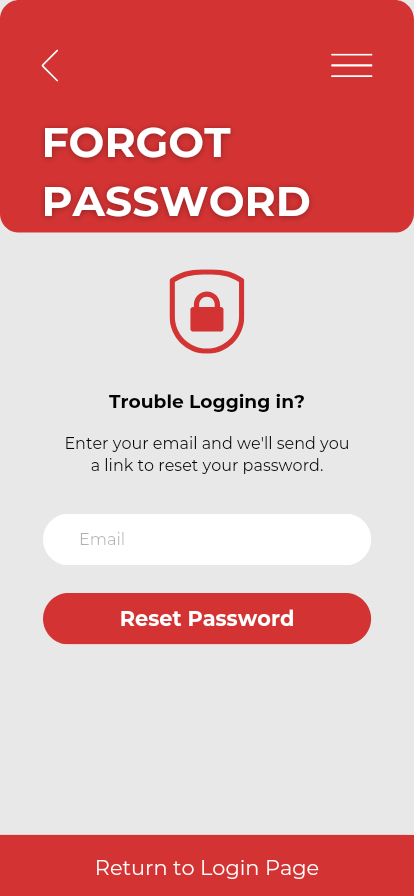 FORGOT
PASSWORD
Trouble Logging in?
Enter your email and we'll send you
a link to reset your password.
Email
Reset Password
Return to Login Page